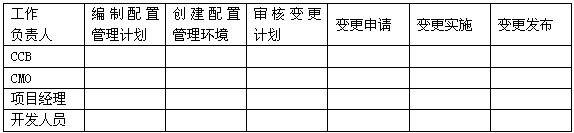 工作 编制配置 创建配置 审核变更 变更申请 变更实施 变更发布
负责人 管理计划 管理环境 计划
CCB
CMO
项目经理
开发人员